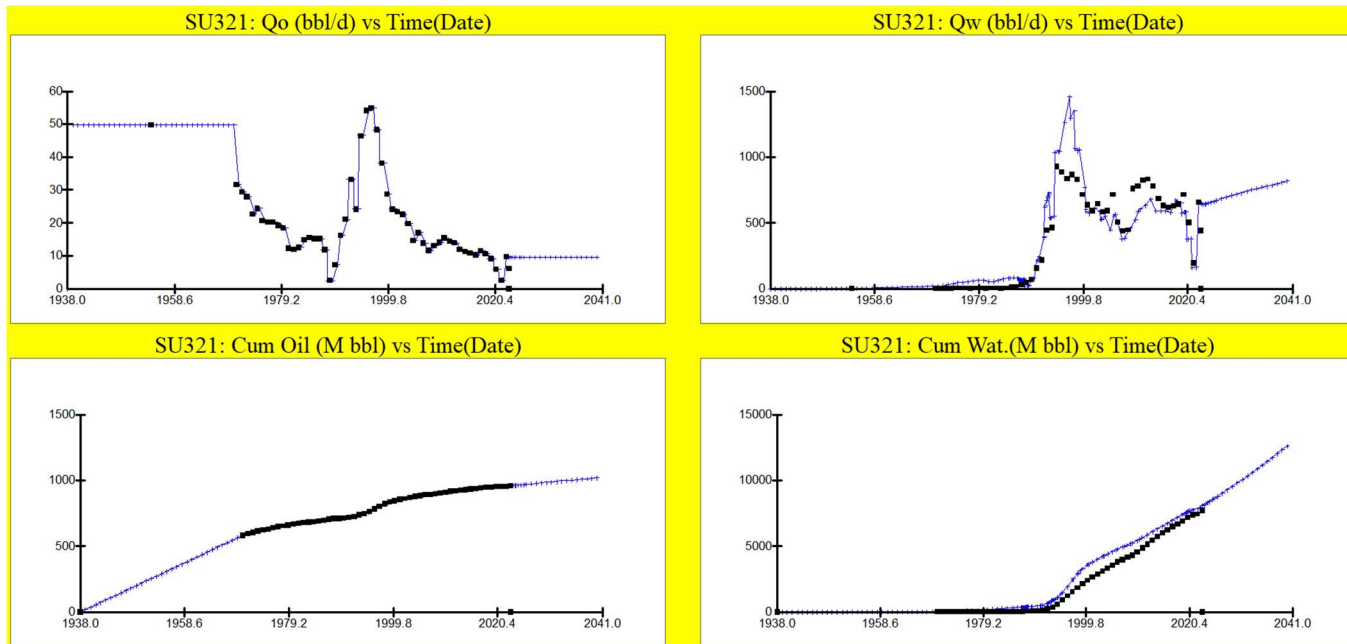 SU321: Qo (bbl/d) vs Time(Date)
60
50
40
30
20
10
0
1938.0 1958.6 1979.2 1999.8 2020.4 2041.0
SU321: Qw (bbl/d) vs Time(Date)
1500
1000
500
0
1938.0 1958.6 1979.2 1999.8 2020.4 2041.0
SU321: Cum Oil (M bbl) vs Time(Date)
1500
1000
500
0
1938.0 1958.6 1979.2 1999.8 2020.4 2041.0
SU321: Cum Wat.(M bbl) vs Time(Date)
15000
10000
5000
0
1938.0 1958.6 1979.2 1999.8 2020.4 2041.0